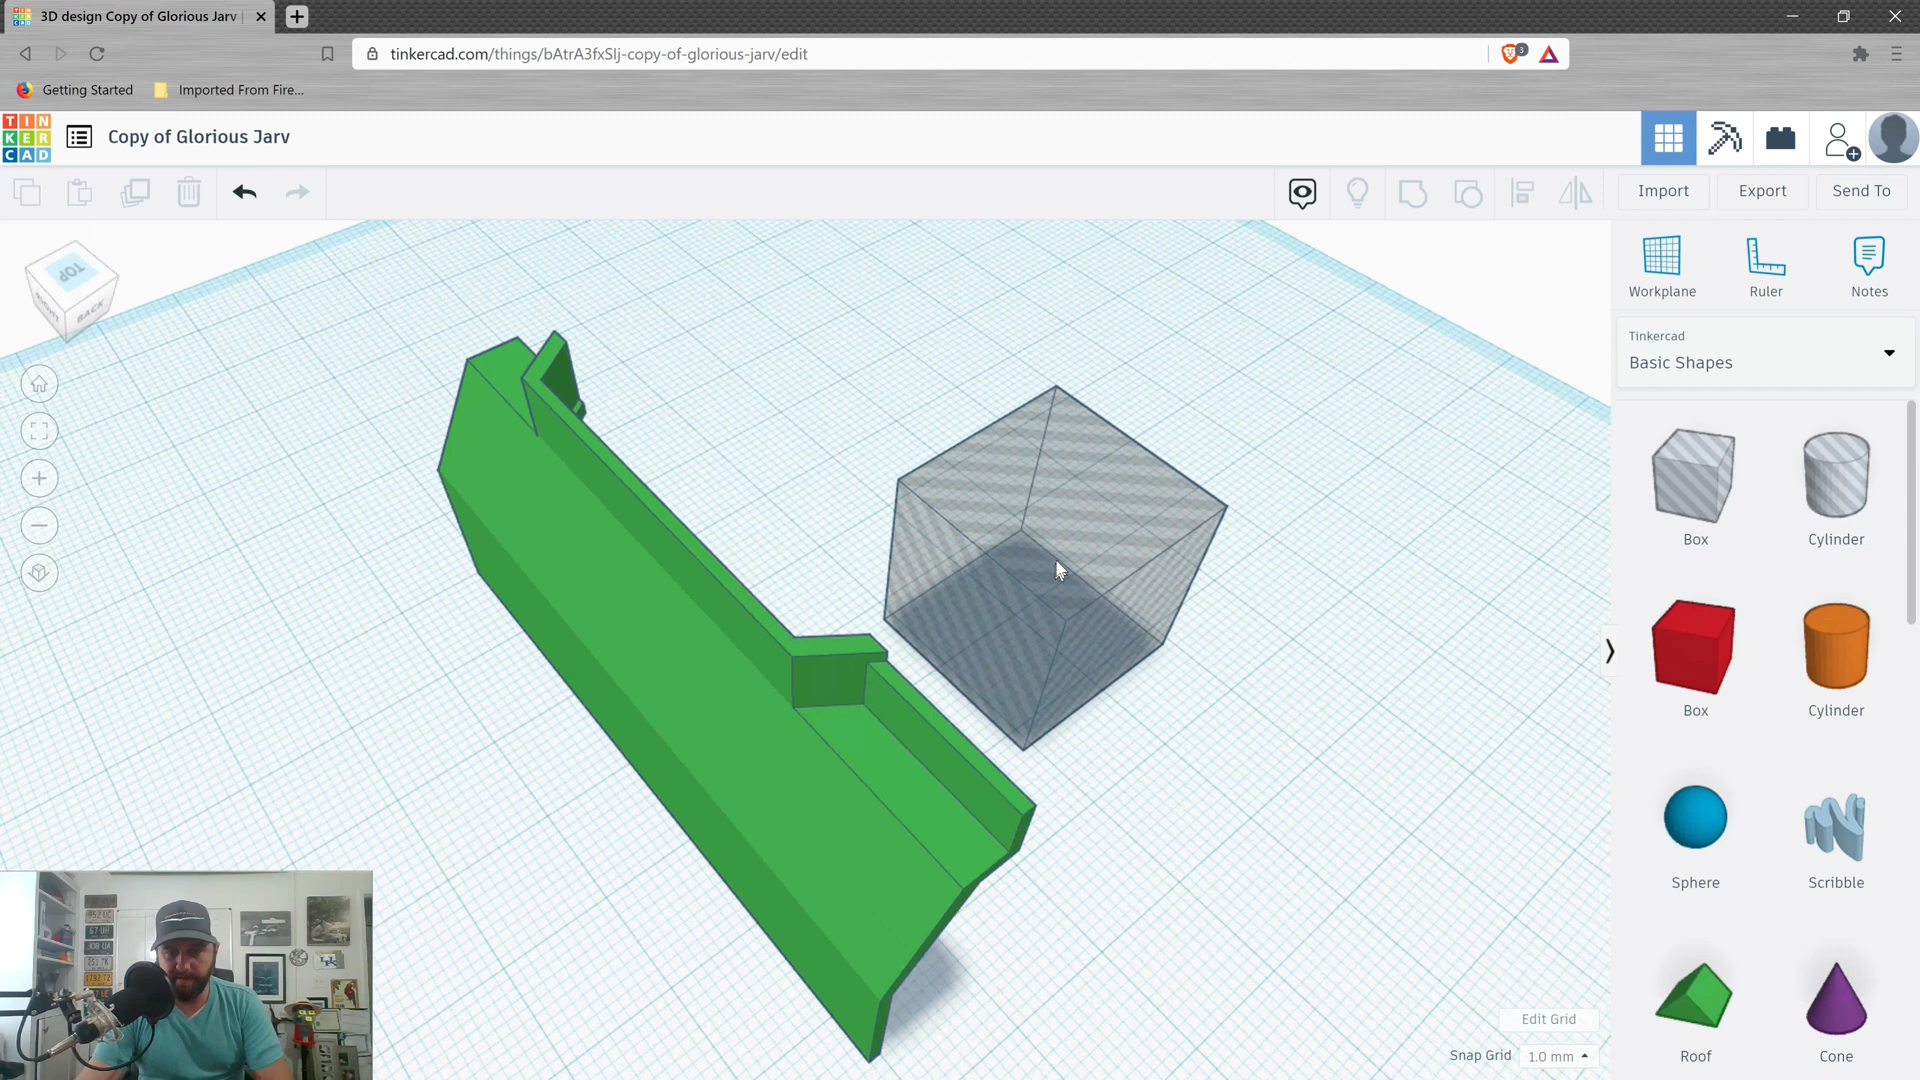 3D design Copy of Glorious Jarv
tinkercad.com/things/bAtrA3fxSlj-copy-of-glorious-jarv/edit
3
Getting Started
Imported From Fire...
TIN
KER
CAD
Copy of Glorious Jarv
Import
Export
Send To
TOP
RIGHT
BACK
Workplane
Ruler
Notes
Tinkercad
Basic Shapes
Box
Cylinder
Box
Cylinder
Sphere
Scribble
Roof
Cone
Edit Grid
Snap Grid
1.0 mm